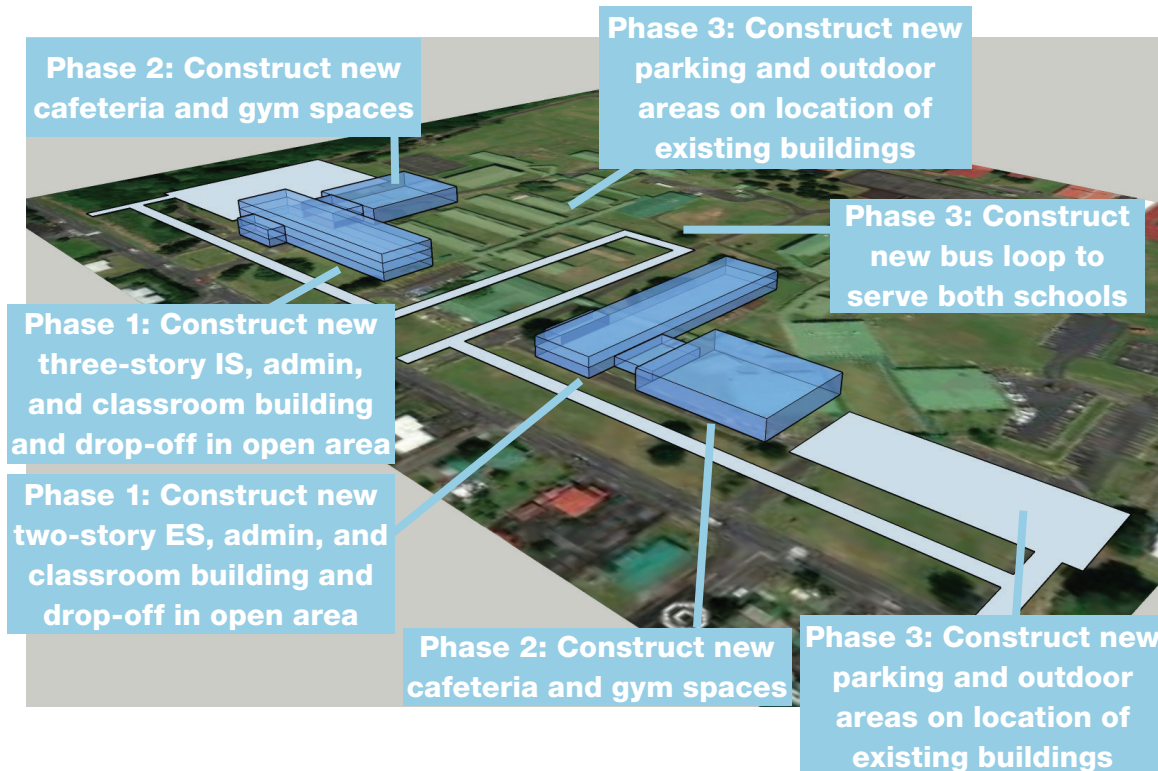 Phase 2: Construct new
cafeteria and gym spaces
Phase 3: Construct new
parking and outdoor
areas on location of
existing buildings
Phase 3: Construct
new bus loop to
serve both schools
Phase 1: Construct new
three-story IS, admin,
and classroom building
and drop-off in open area
Phase 1: Construct new
two-story ES, admin, and
classroom building and
drop-off in open area
Phase 2: Construct new
cafeteria and gym spaces
Phase 3: Construct new
parking and outdoor
areas on location of
existing buildings